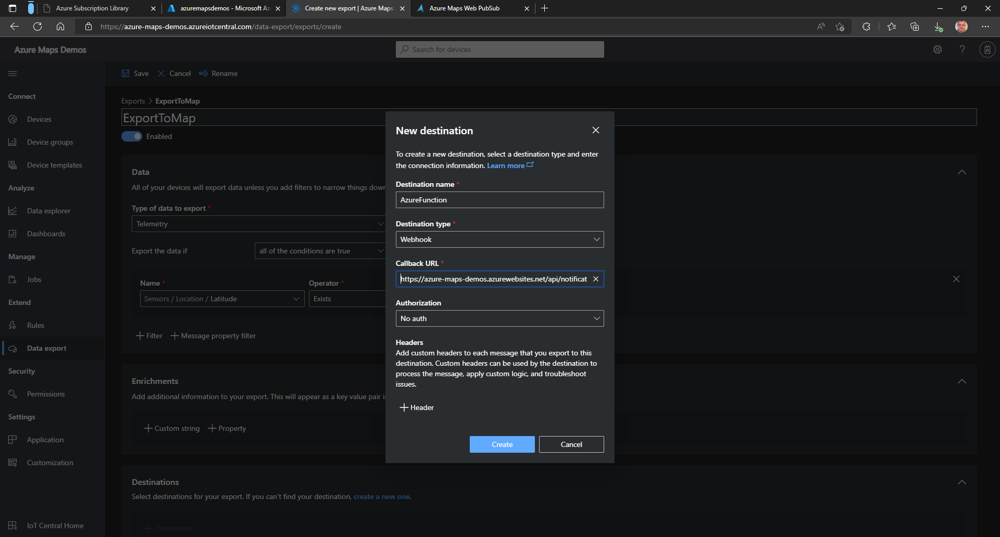 Azure Subscription Library
azuremapsdemos - Microsoft Az
Create new export | Azure Maps
Azure Maps Web PubSub
https://azure-maps-demos.azureiotcentral.com/data-export/exports/create
Azure Maps Demos
Search for devices
Save
Cancel
Rename
Connect
Devices
Device groups
Device templates
Analyze
Data explorer
Dashboards
Manage
Jobs
Extend
Rules
Data export
Security
Permissions
Settings
Application
Customization
IoT Central Home
Exports > ExportToMap
ExportToMap
Enabled
Data
All of your devices will export data unless you add filters to narrow things down
Type of data to export *
Telemetry
Export the data if
all of the conditions are true
Name *
Operator *
Sensors / Location / Latitude
Exists
+ Filter
+ Message property filter
Enrichments
Add additional information to your export. This will appear as a key value pair i
+ Custom string
+ Property
Destinations
Select destinations for your export. If you can't find your destination, create a new one.
+ Destination
New destination
To create a new destination, select a destination type and enter
the connection information. Learn more
Destination name *
AzureFunction
Destination type *
Webhook
Callback URL *
https://azure-maps-demos.azurewebsites.net/api/notificat
Authorization
No auth
Headers
Add custom headers to each message that you export to this
destination. Custom headers can be used by the destination to
process the message, apply custom logic, and troubleshoot
issues.
+ Header
Create
Cancel